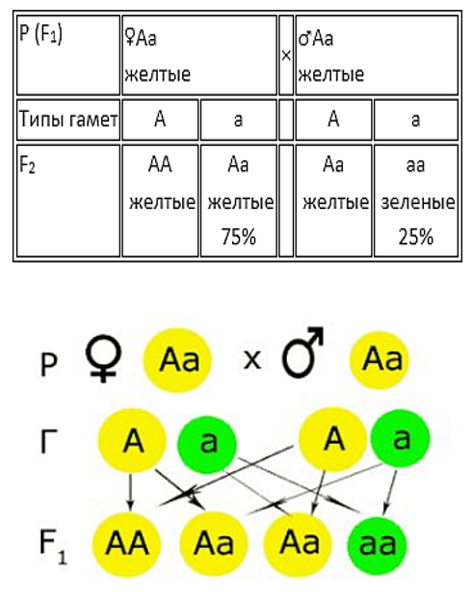 P (F₁) ♀Aa × ♂Aa
желтые желтые
Типы гамет A a A a
F₂ AA Aa Aa aa
желтые желтые желтые зеленые
75% 25%
P ♀ Aa x ♂ Aa
Г A a A a
F₁ AA Aa Aa aa